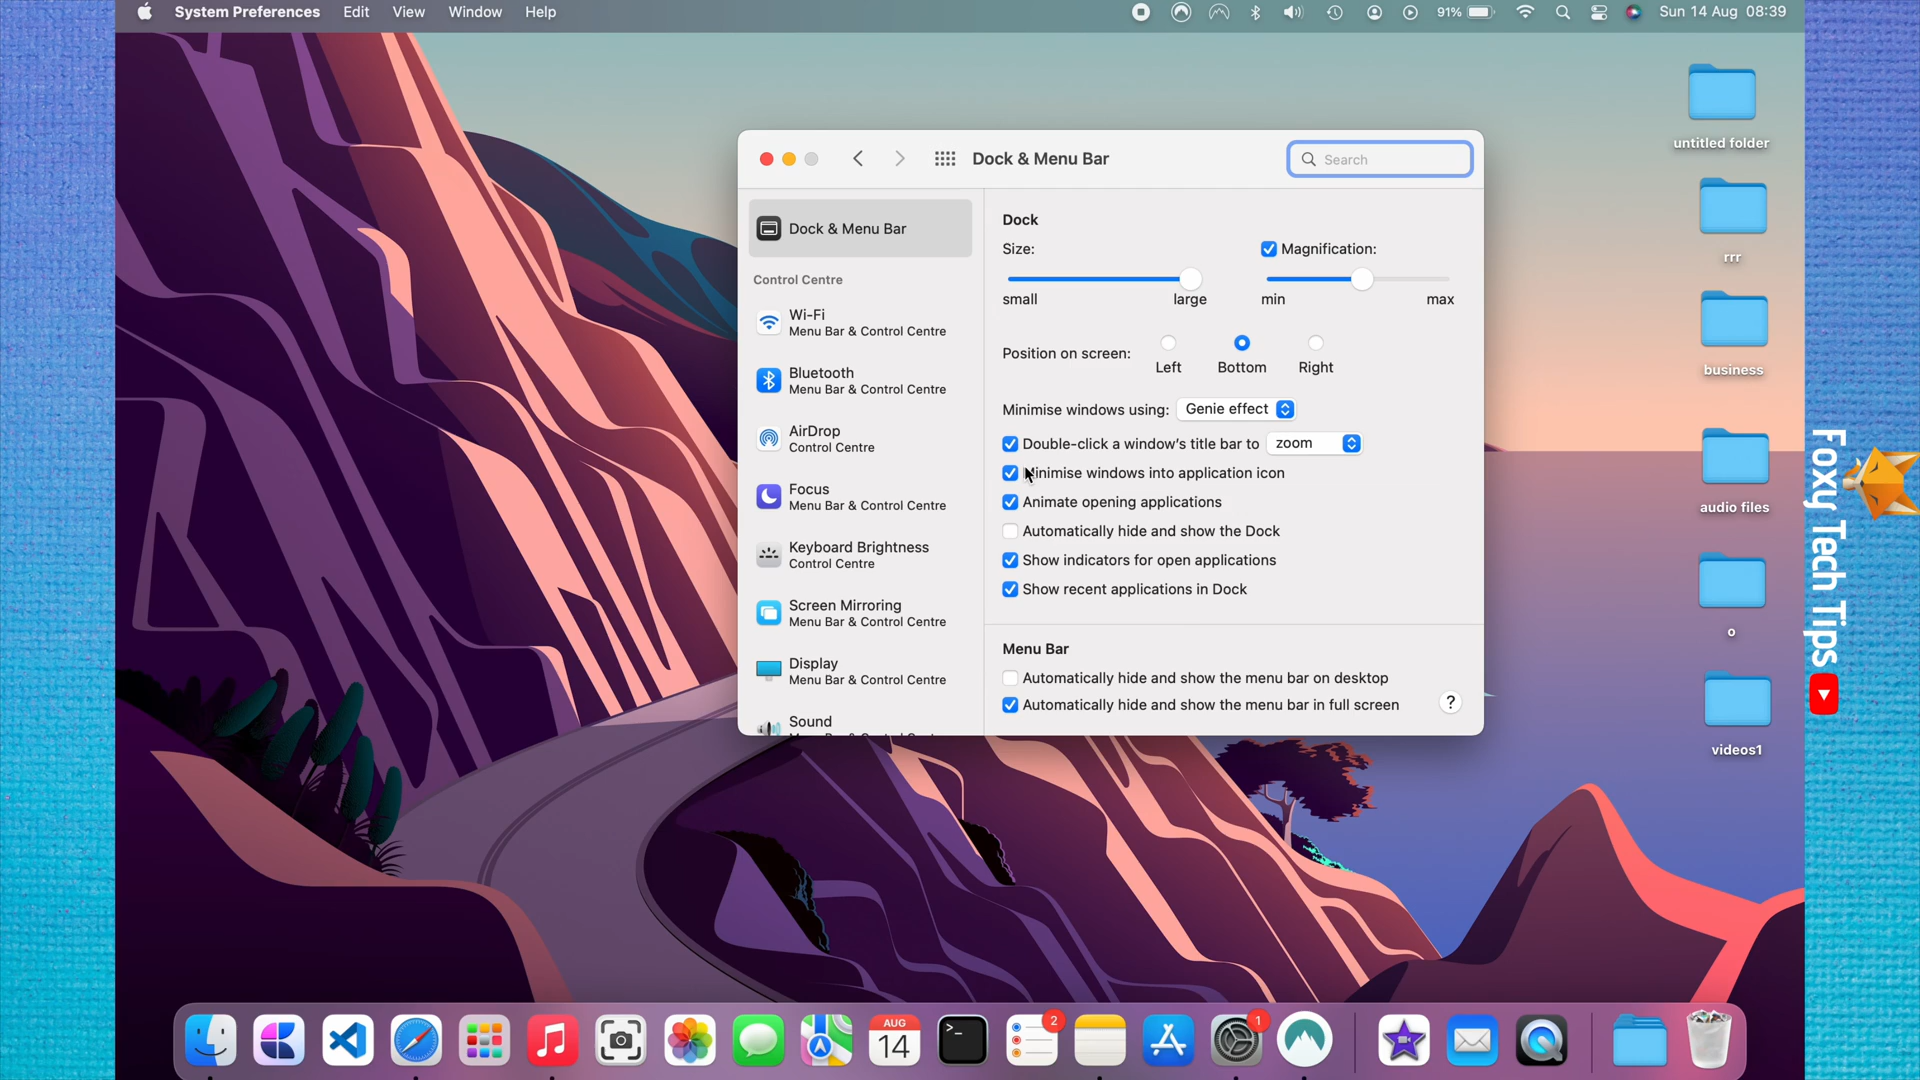 System Preferences Edit View Window Help
91% Sun 14 Aug 08:39
Dock & Menu Bar
Search
Dock & Menu Bar
Control Centre
Wi-Fi
Menu Bar & Control Centre
Bluetooth
Menu Bar & Control Centre
AirDrop
Control Centre
Focus
Menu Bar & Control Centre
Keyboard Brightness
Control Centre
Screen Mirroring
Menu Bar & Control Centre
Display
Menu Bar & Control Centre
Sound
Dock
Size:
Magnification:
small large
min max
Position on screen:
Left Bottom Right
Minimise windows using: Genie effect
Double-click a window's title bar to zoom
Minimise windows into application icon
Animate opening applications
Automatically hide and show the Dock
Show indicators for open applications
Show recent applications in Dock
Menu Bar
Automatically hide and show the menu bar on desktop
Automatically hide and show the menu bar in full screen
?
untitled folder
rrr
business
audio files
o
videos1
Foxy Tech Tips
AUG
14
>_
2
1